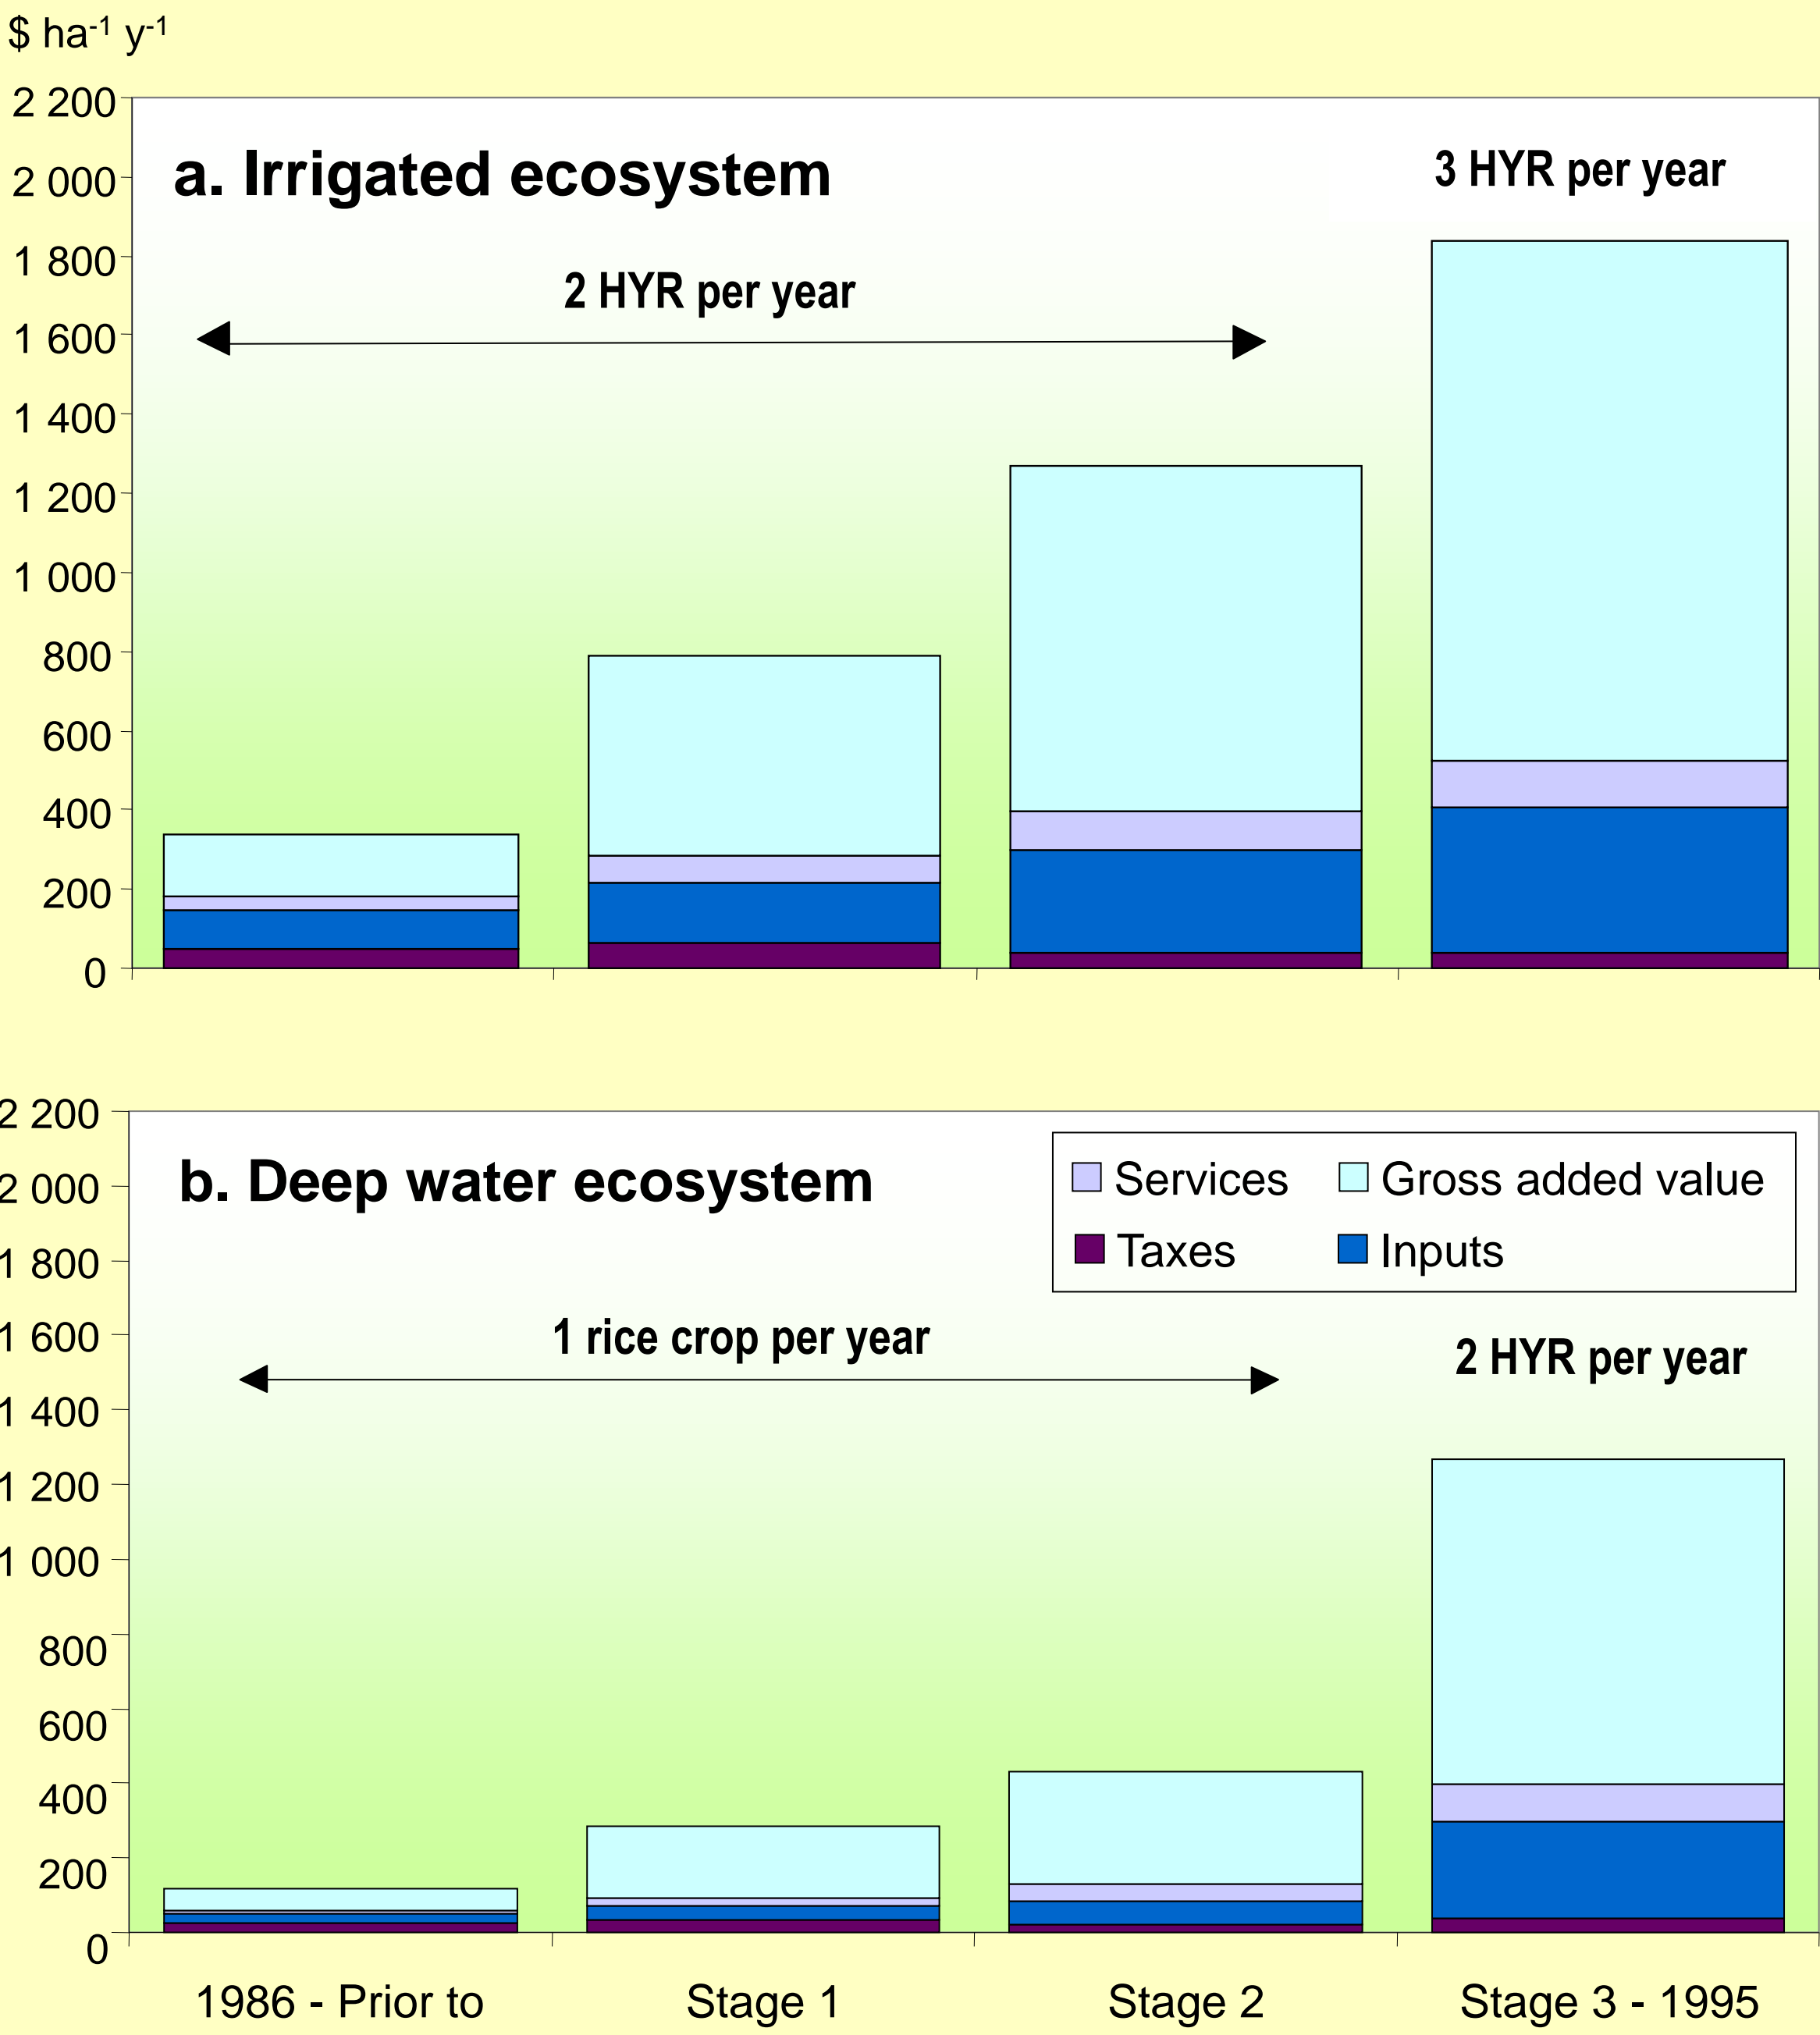 $ ha-1 y-1
2 200
2 000
1 800
1 600
1 400
1 200
1 000
800
600
400
200
0
a. Irrigated ecosystem
3 HYR per year
2 HYR per year
2 200
2 000
1 800
1 600
1 400
1 200
1 000
800
600
400
200
0
b. Deep water ecosystem
Services Gross added value
Taxes Inputs
1 rice crop per year
2 HYR per year
1986 - Prior to Stage 1 Stage 2 Stage 3 - 1995